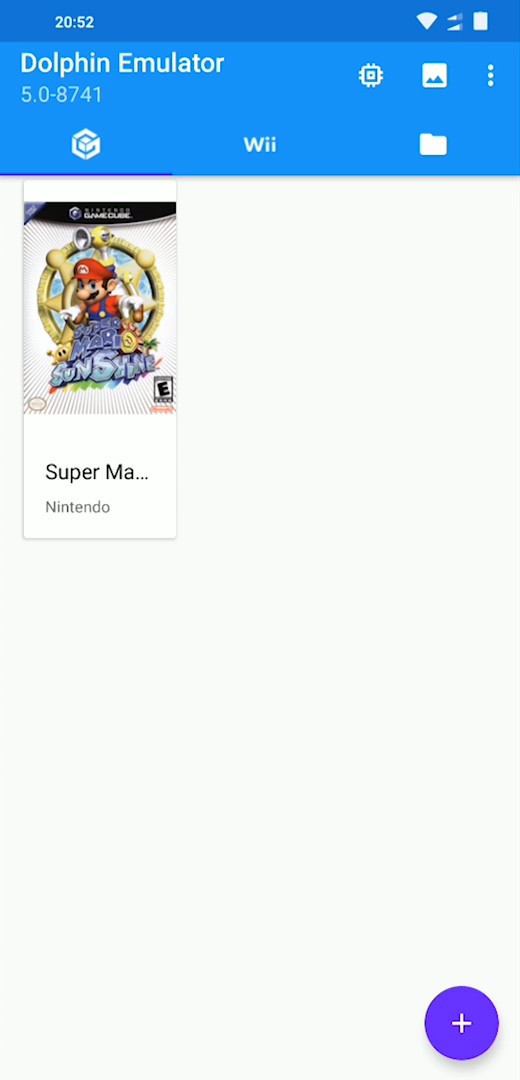 20:52
Dolphin Emulator
5.0-8741
Wii
NINTENDO
GAMECUBE
SUPER
MARIO
SUNSHINE
E
Super Ma...
Nintendo